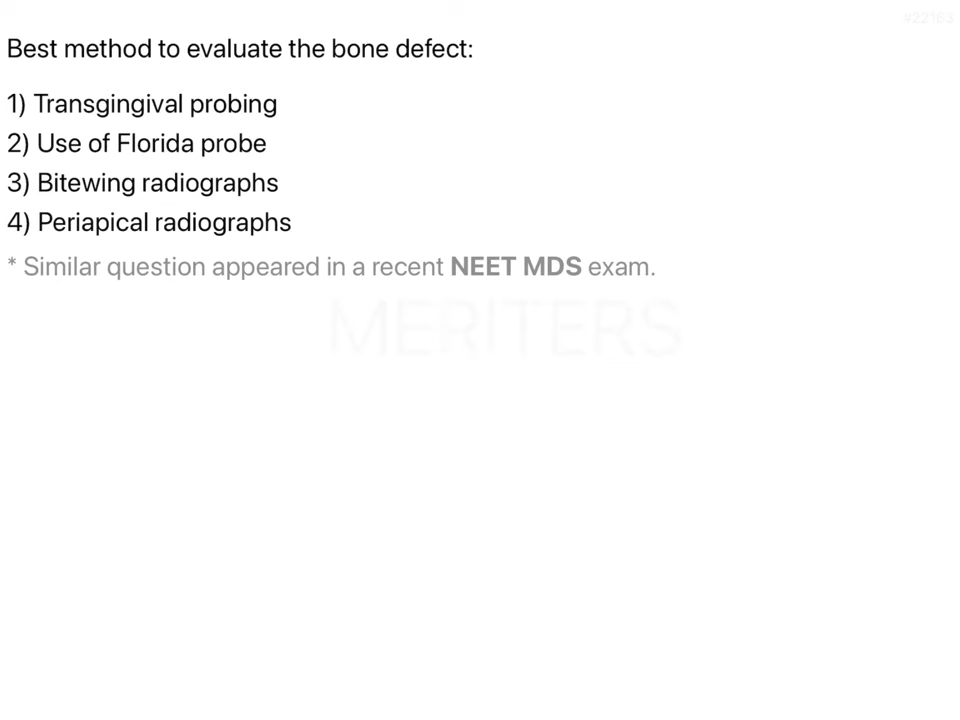 #22163
Best method to evaluate the bone defect:
1) Transgingival probing
2) Use of Florida probe
3) Bitewing radiographs
4) Periapical radiographs
* Similar question appeared in a recent NEET MDS exam.
MERITERS